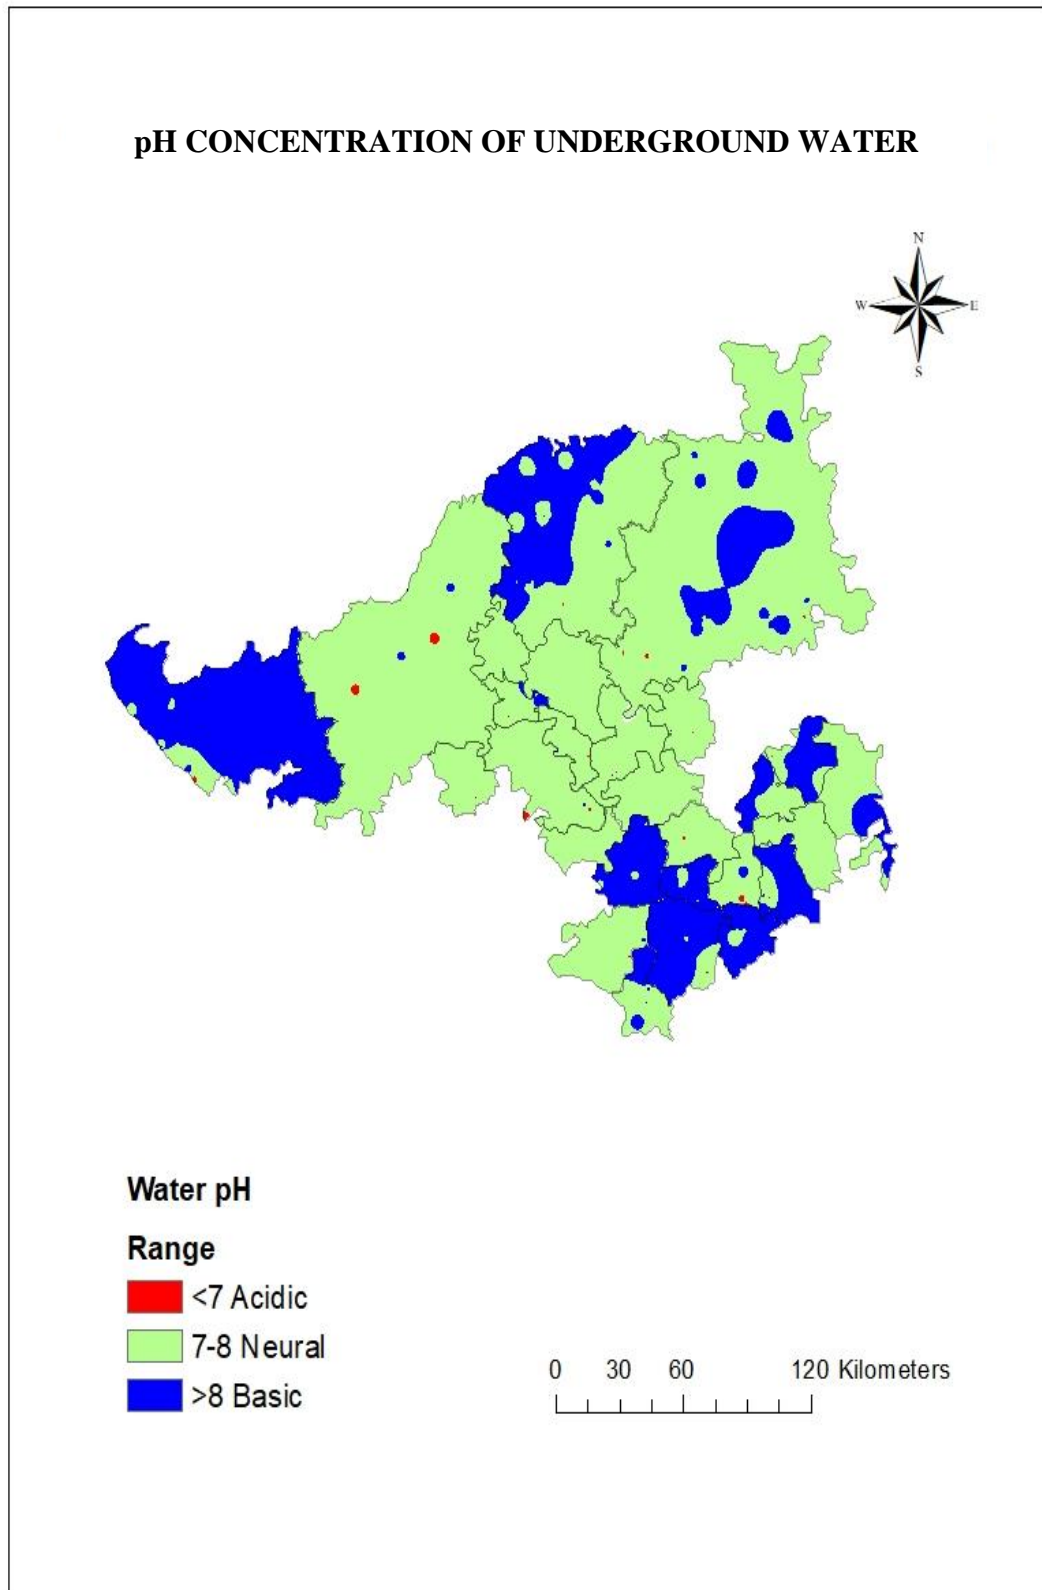 pH CONCENTRATION OF UNDERGROUND WATER
N
W E
S
Water pH
Range
<7 Acidic
7-8 Neural
>8 Basic
0 30 60 120 Kilometers